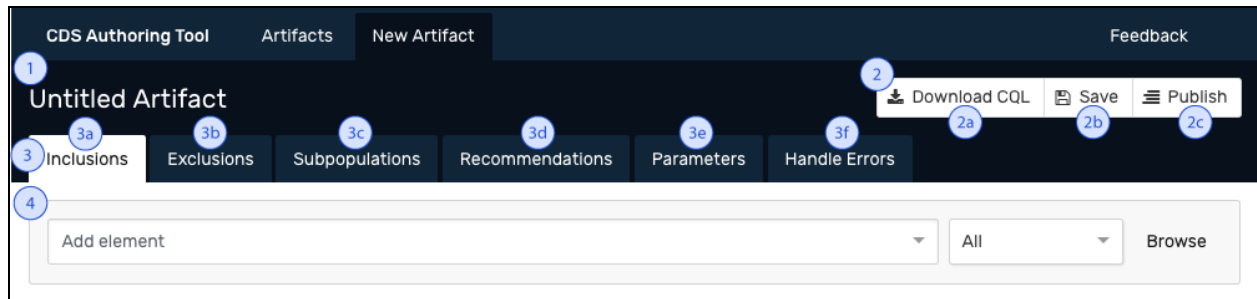 CDS Authoring Tool Artifacts New Artifact Feedback
1 2
Untitled Artifact Download CQL Save Publish
2a 2b 2c
3a 3b 3c 3d 3e 3f
3 Inclusions Exclusions Subpopulations Recommendations Parameters Handle Errors
4
Add element All Browse